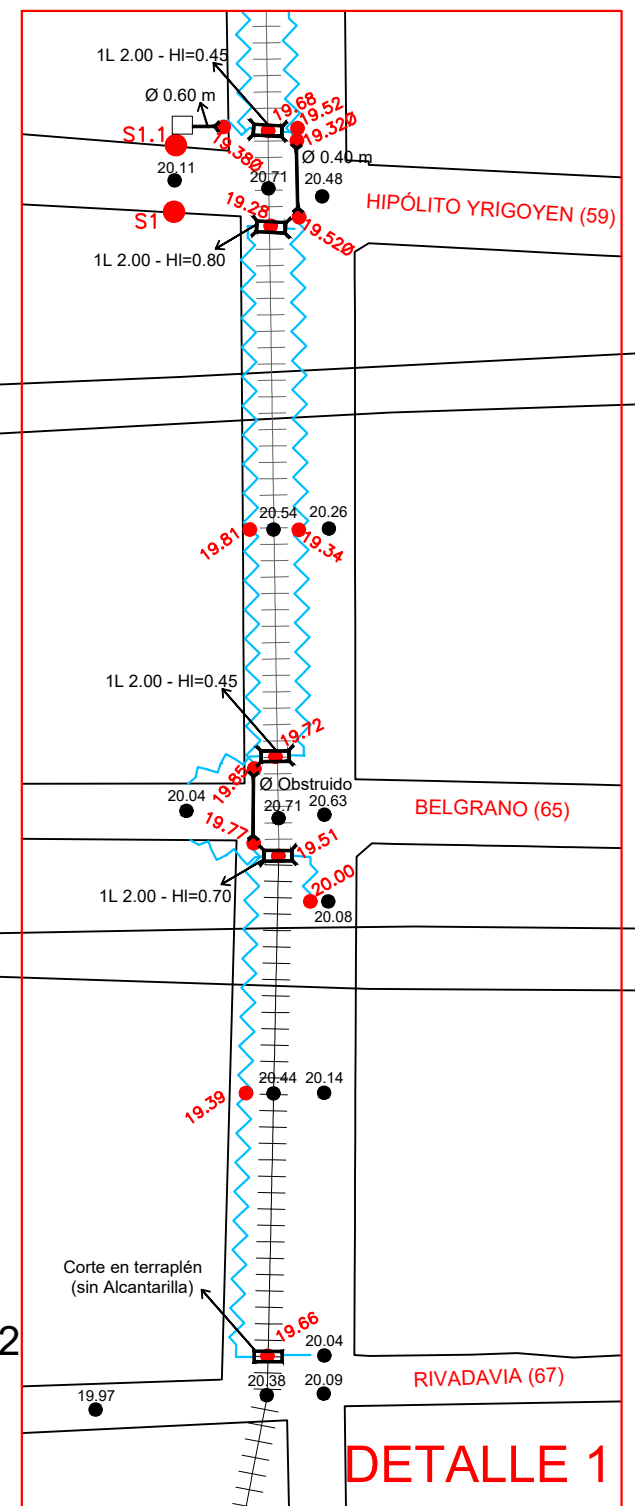 1L 2.00 - HI=0.45
Ø 0.60 m
19.68
19.52
19.32Ø
S1.1
19.38Ø
Ø 0.40 m
20.11
20.71
20.48
HIPÓLITO YRIGOYEN (59)
S1
19.28
19.52Ø
1L 2.00 - HI=0.80
19.81
20.54
20.26
19.34
1L 2.00 - HI=0.45
19.72
19.85
Ø Obstruido
20.04
20.71
20.63
BELGRANO (65)
19.77
19.51
1L 2.00 - HI=0.70
20.00
20.08
19.39
20.44
20.14
Corte en terraplén
(sin Alcantarilla)
19.66
2
20.04
20.38
20.09
RIVADAVIA (67)
19.97
DETALLE 1